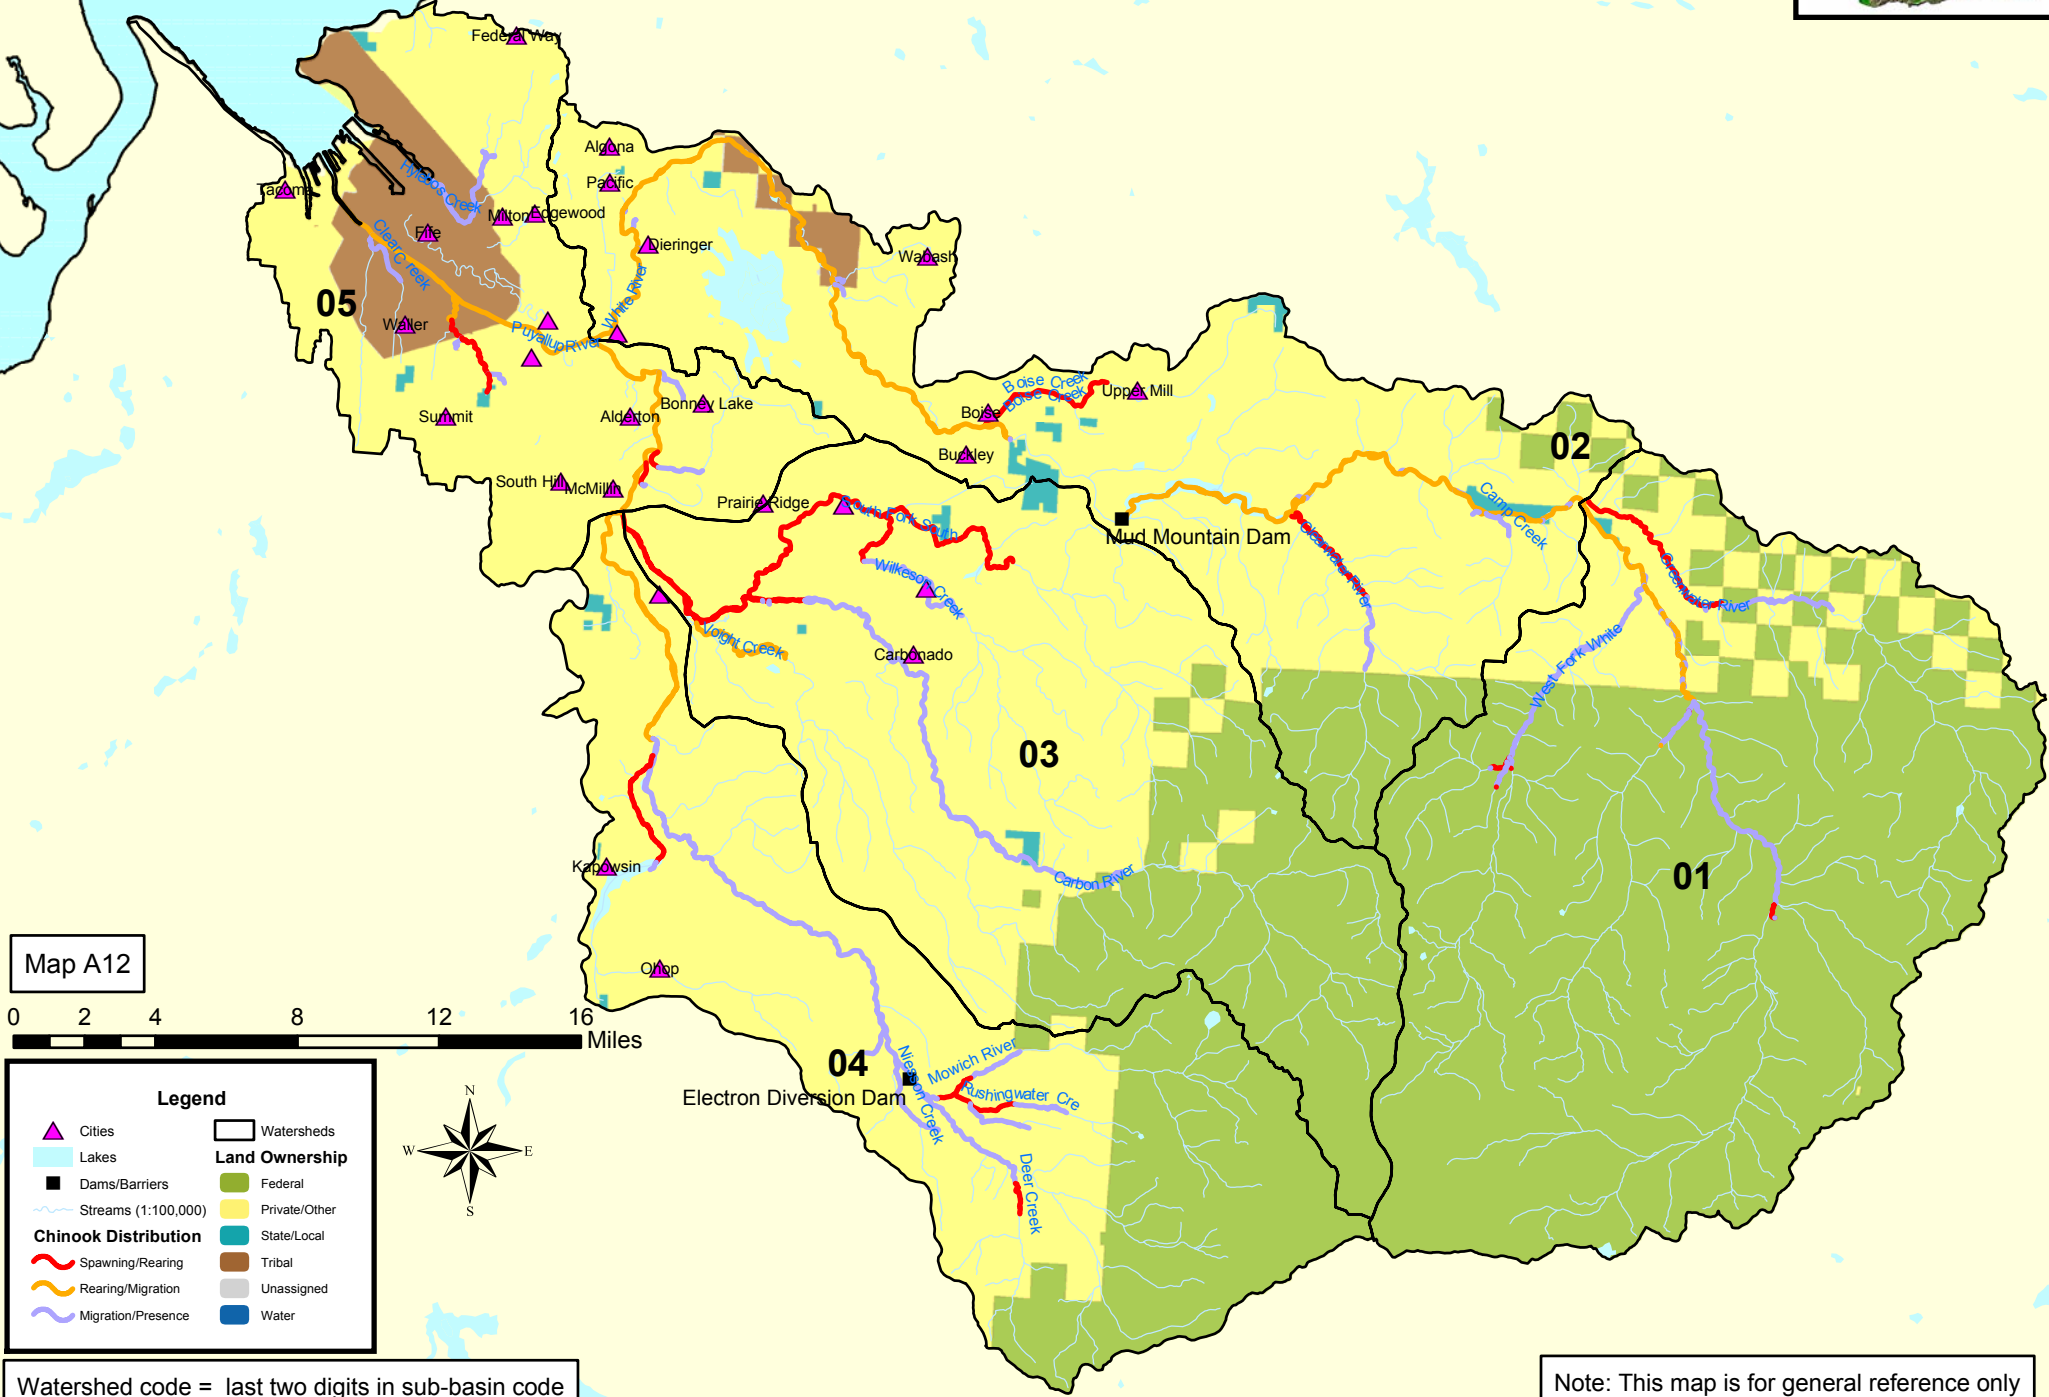 Federal Way
Algona
Pacific
Hylebos Creek
Tacoma
Milton
Edgewood
Fife
Clear Creek
Dieringer
Wabash
05
White River
Waller
Puyallup River
Boise Creek
Boise Creek
Upper Mill
Bonney Lake
Summit
Alderton
Boise
Buckley
02
South Hill
McMillin
Prairie Ridge
South Fork South
Camp Creek
Mud Mountain Dam
Clearwater River
Greenwater River
Wilkeson Creek
Voight Creek
Carbonado
West Fork White
03
Kapowsin
Carbon River
01
Map A12
Ohop
0 2 4 8 12 16
Miles
04
Niesson Creek
Mowich River
Electron Diversion Dam
Rushingwater Cre
Deer Creek
Legend
Cities
Lakes
Dams/Barriers
Streams (1:100,000)
Chinook Distribution
Spawning/Rearing
Rearing/Migration
Migration/Presence
Watersheds
Land Ownership
Federal
Private/Other
State/Local
Tribal
Unassigned
Water
N
W
E
S
Watershed code = last two digits in sub-basin code
Note: This map is for general reference only